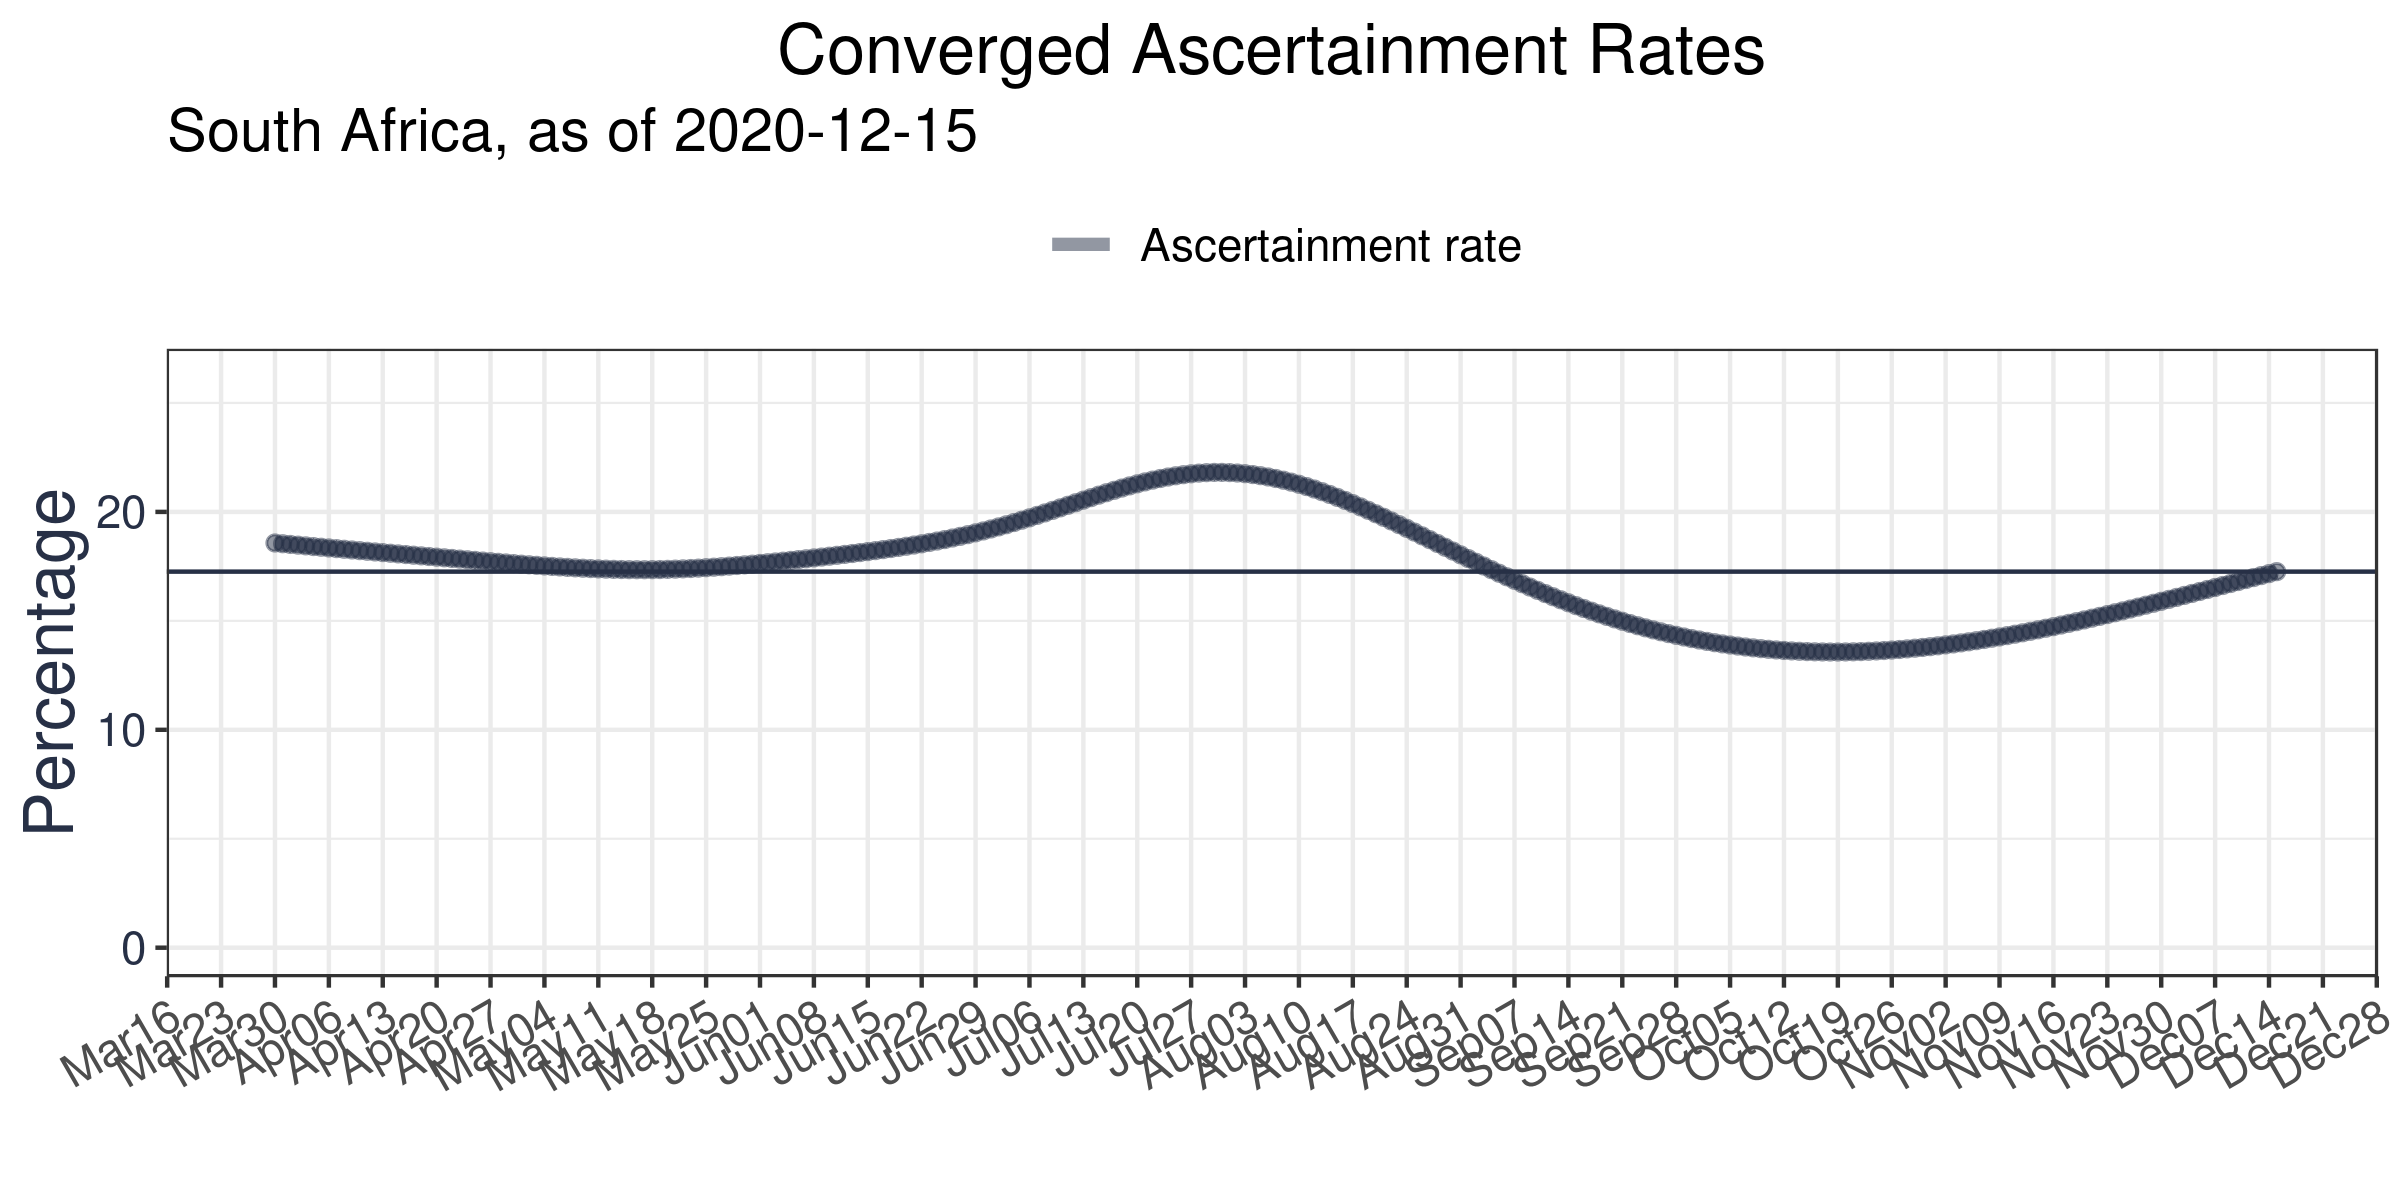 Converged Ascertainment Rates
South Africa, as of 2020-12-15
Ascertainment rate
Percentage
20
10
0
Mar16
Mar23
Mar30
Apr06
Apr13
Apr20
Apr27
May04
May11
May18
May25
Jun01
Jun08
Jun15
Jun22
Jun29
Jul06
Jul13
Jul20
Jul27
Aug03
Aug10
Aug17
Aug24
Aug31
Sep07
Sep14
Sep21
Sep28
Oct05
Oct12
Oct19
Oct26
Nov02
Nov09
Nov16
Nov23
Nov30
Dec07
Dec14
Dec21
Dec28